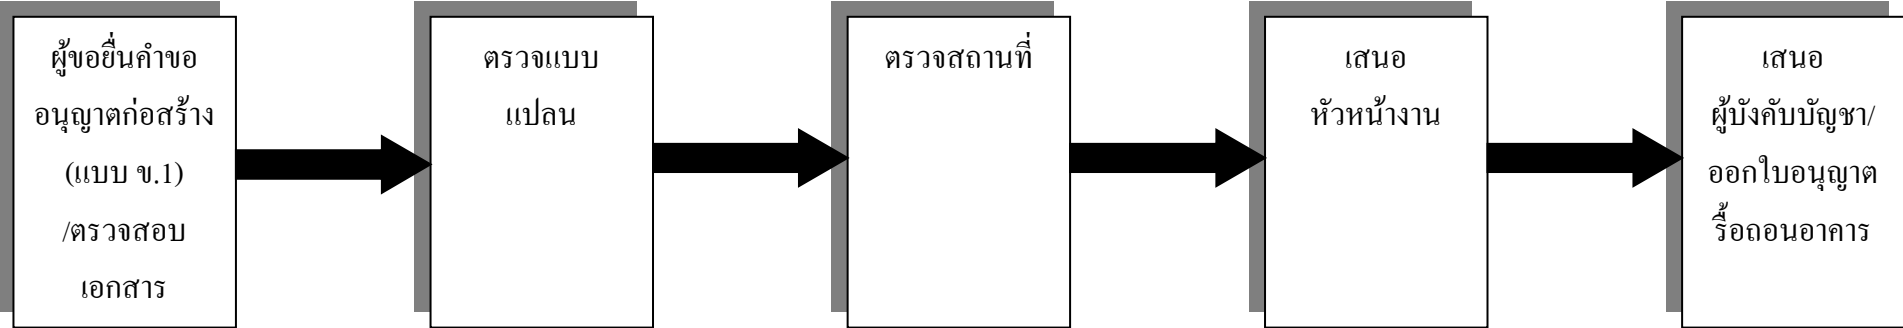 ผู้ขอยื่นคำขอ
อนุญาตก่อสร้าง
(แบบ ข.1)
/ตรวจสอบ
เอกสาร
ตรวจแบบ
แปลน
ตรวจสถานที่
เสนอ
หัวหน้างาน
เสนอ
ผู้บังคับบัญชา/
ออกใบอนุญาต
รื้อถอนอาคาร